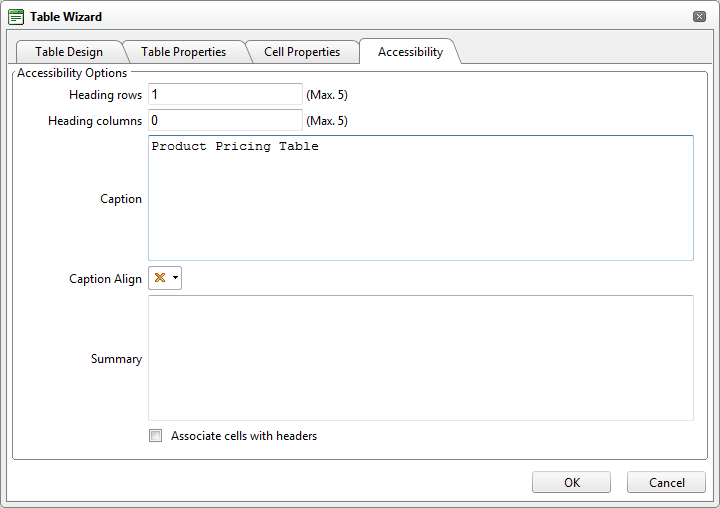 Table Wizard
Table Design Table Properties Cell Properties Accessibility
Accessibility Options
Heading rows 1 (Max. 5)
Heading columns 0 (Max. 5)
Product Pricing Table
Caption
Caption Align
Summary
Associate cells with headers
OK Cancel